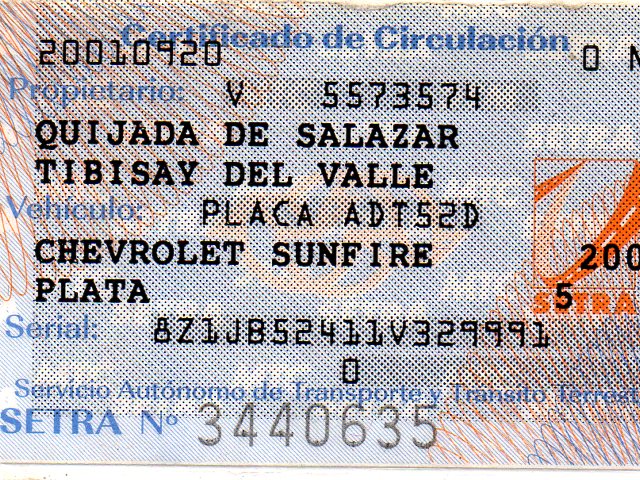 Certificado de Circulación
20010920 0 N
Propietario: V 5573574
QUIJADA DE SALAZAR
TIBISAY DEL VALLE
Vehículo: PLACA ADT52D
CHEVROLET SUNFIRE 200
PLATA 5
SETRA
Serial: 8Z1JB52411V329991
0
Servicio Autónomo de Transporte y Tránsito Terrest
SETRA Nº 3440635